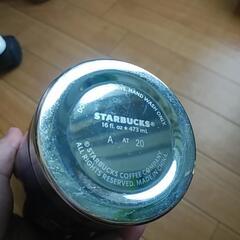 HAND WASH ONLY.
STARBUCKS®
16 fl. oz • 473 mL
A. AT 20
© STARBUCKS COFFEE COMPANY.
ALL RIGHTS RESERVED. MADE IN CHINA.